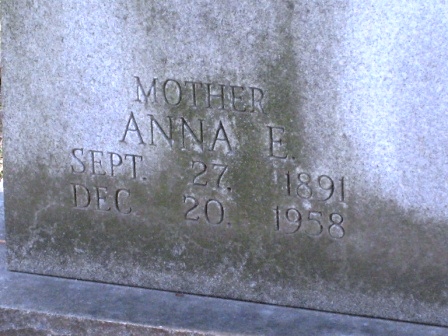 MOTHER
ANNA E.
SEPT. 27, 1891
DEC 20. 1958